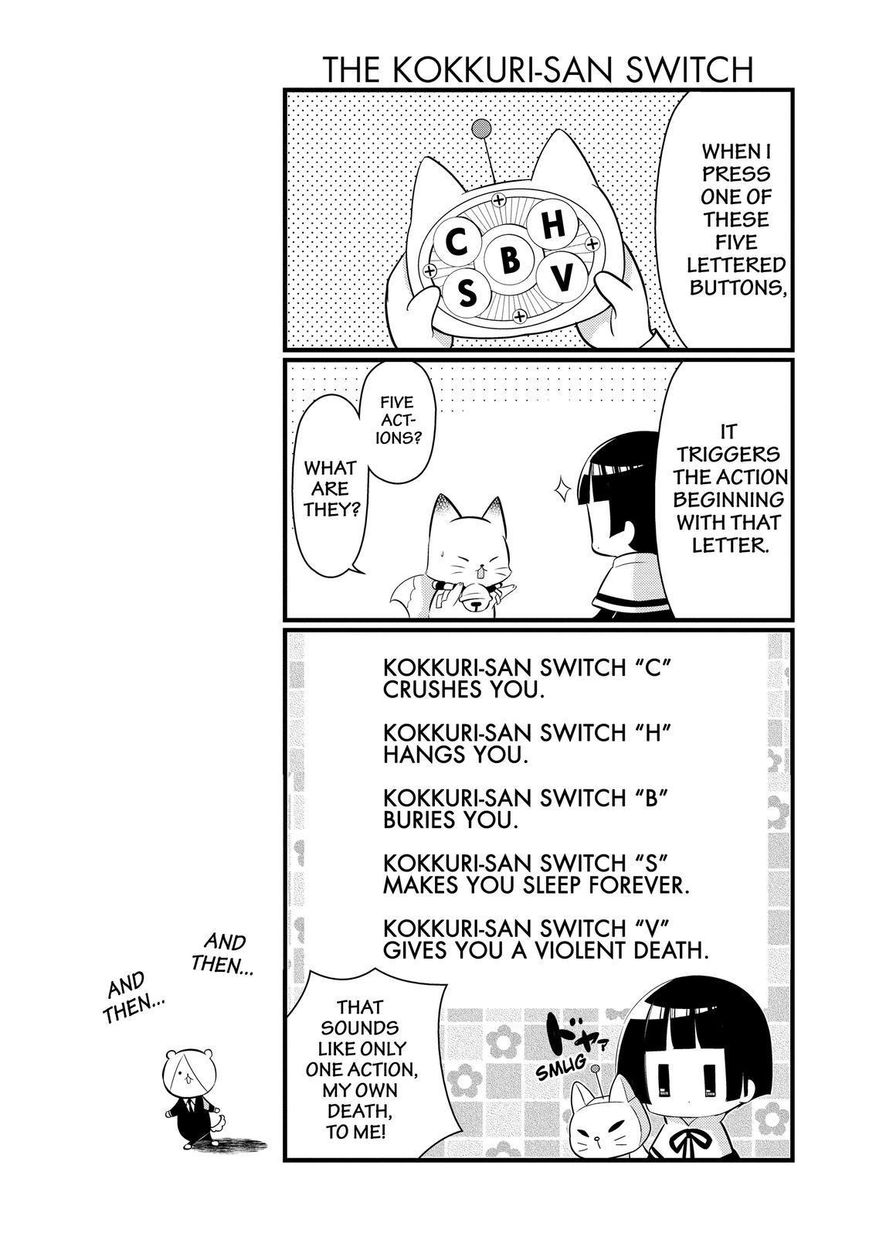 THE KOKKURI-SAN SWITCH
WHEN I
PRESS
ONE OF
THESE
FIVE
LETTERED
BUTTONS,
C
H
B
S
V
IT
TRIGGERS
THE ACTION
BEGINNING
WITH THAT
LETTER.
FIVE
ACT-
IONS?
WHAT
ARE
THEY?
KOKKURI-SAN SWITCH “C”
CRUSHES YOU.
KOKKURI-SAN SWITCH “H”
HANGS YOU.
KOKKURI-SAN SWITCH “B”
BURIES YOU.
KOKKURI-SAN SWITCH “S”
MAKES YOU SLEEP FOREVER.
KOKKURI-SAN SWITCH “V”
GIVES YOU A VIOLENT DEATH.
ドヤ?
SMUG
THAT
SOUNDS
LIKE ONLY
ONE ACTION,
MY OWN
DEATH,
TO ME!
AND
THEN...
AND
THEN...